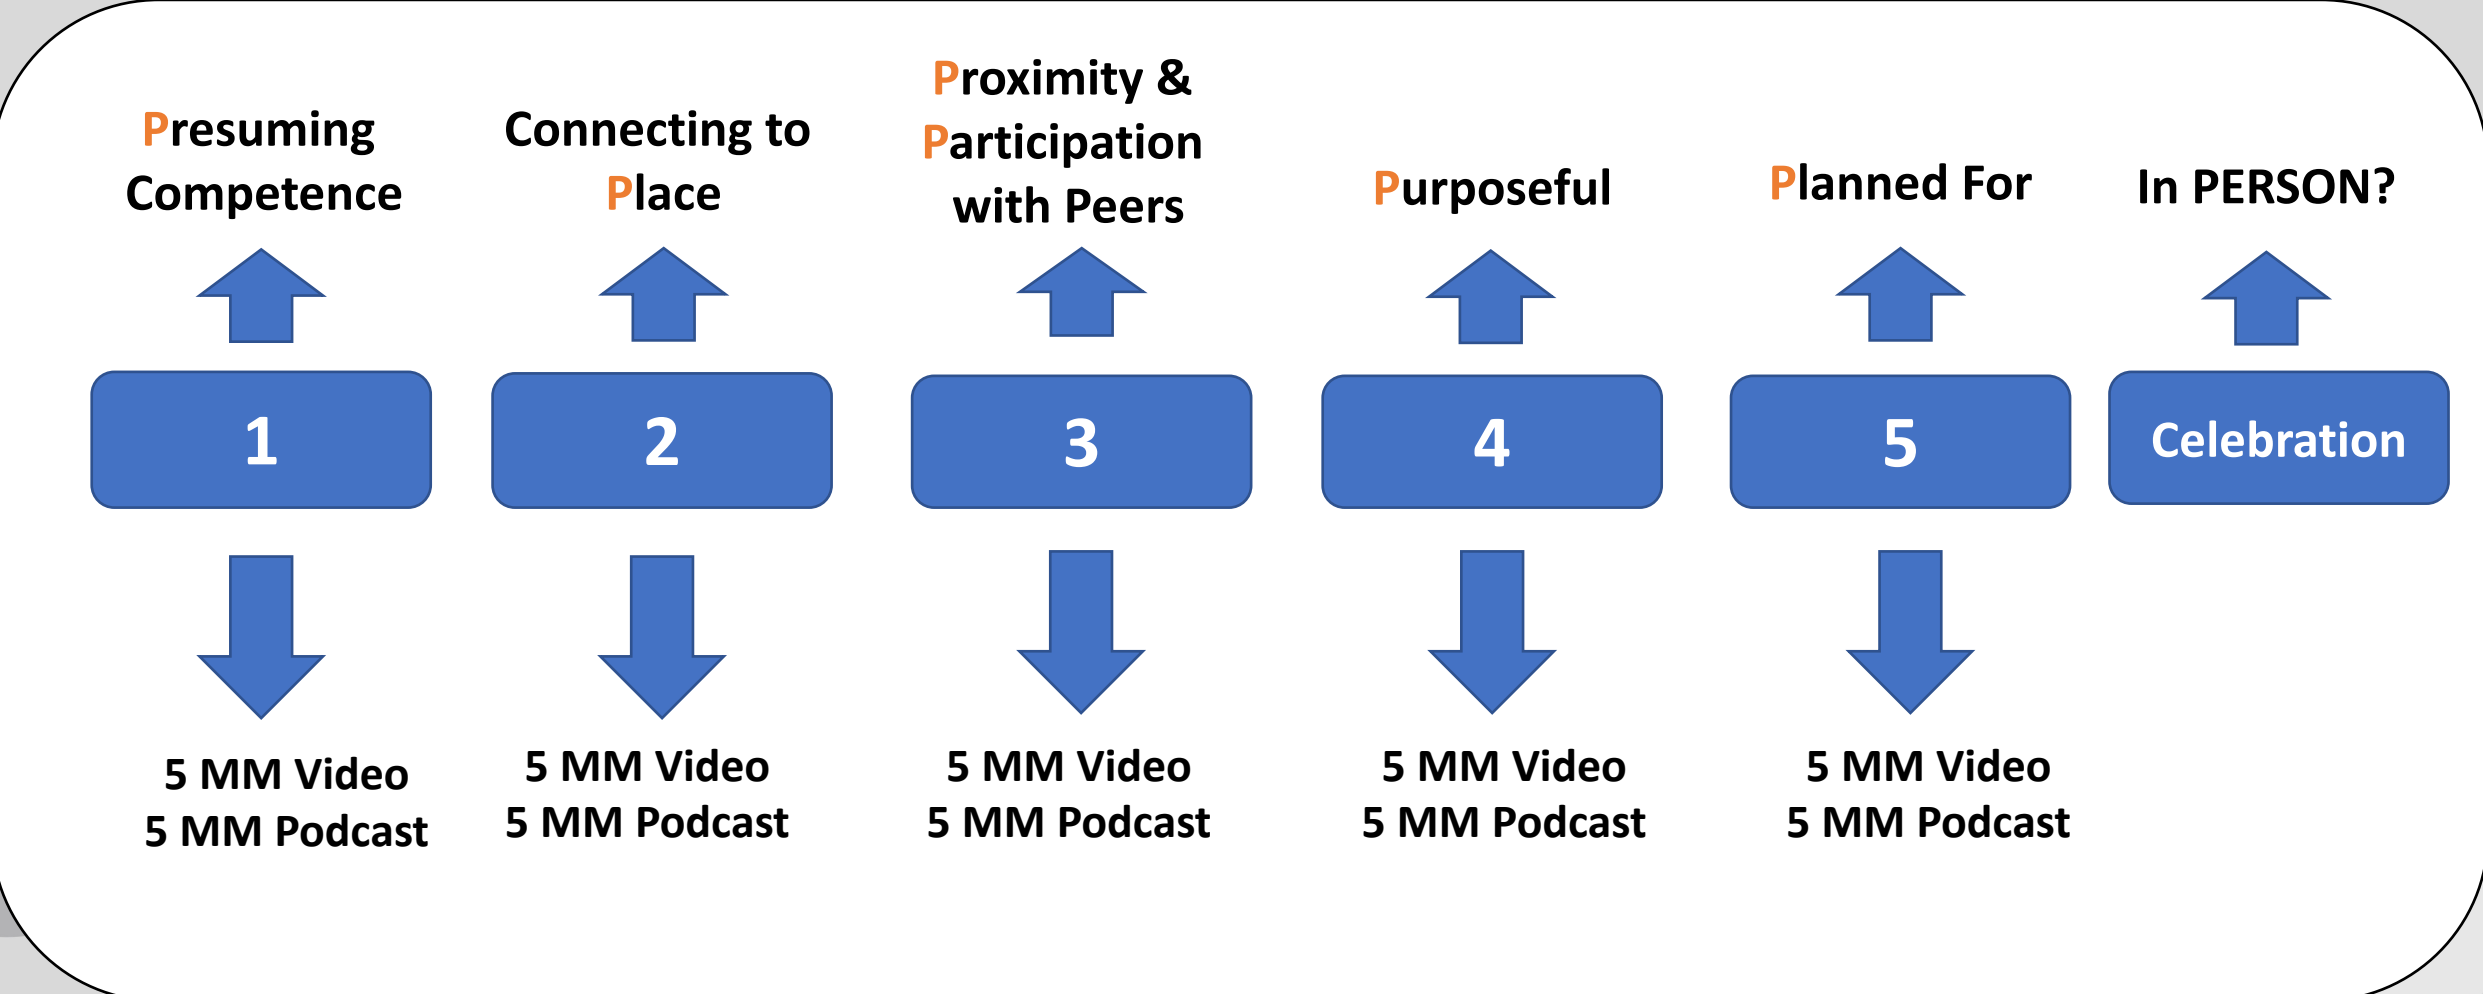 Presuming
Competence
Connecting to
Place
Proximity &
Participation
with Peers
Purposeful
Planned For
In PERSON?
1
2
3
4
5
Celebration
5 MM Video
5 MM Podcast
5 MM Video
5 MM Podcast
5 MM Video
5 MM Podcast
5 MM Video
5 MM Podcast
5 MM Video
5 MM Podcast